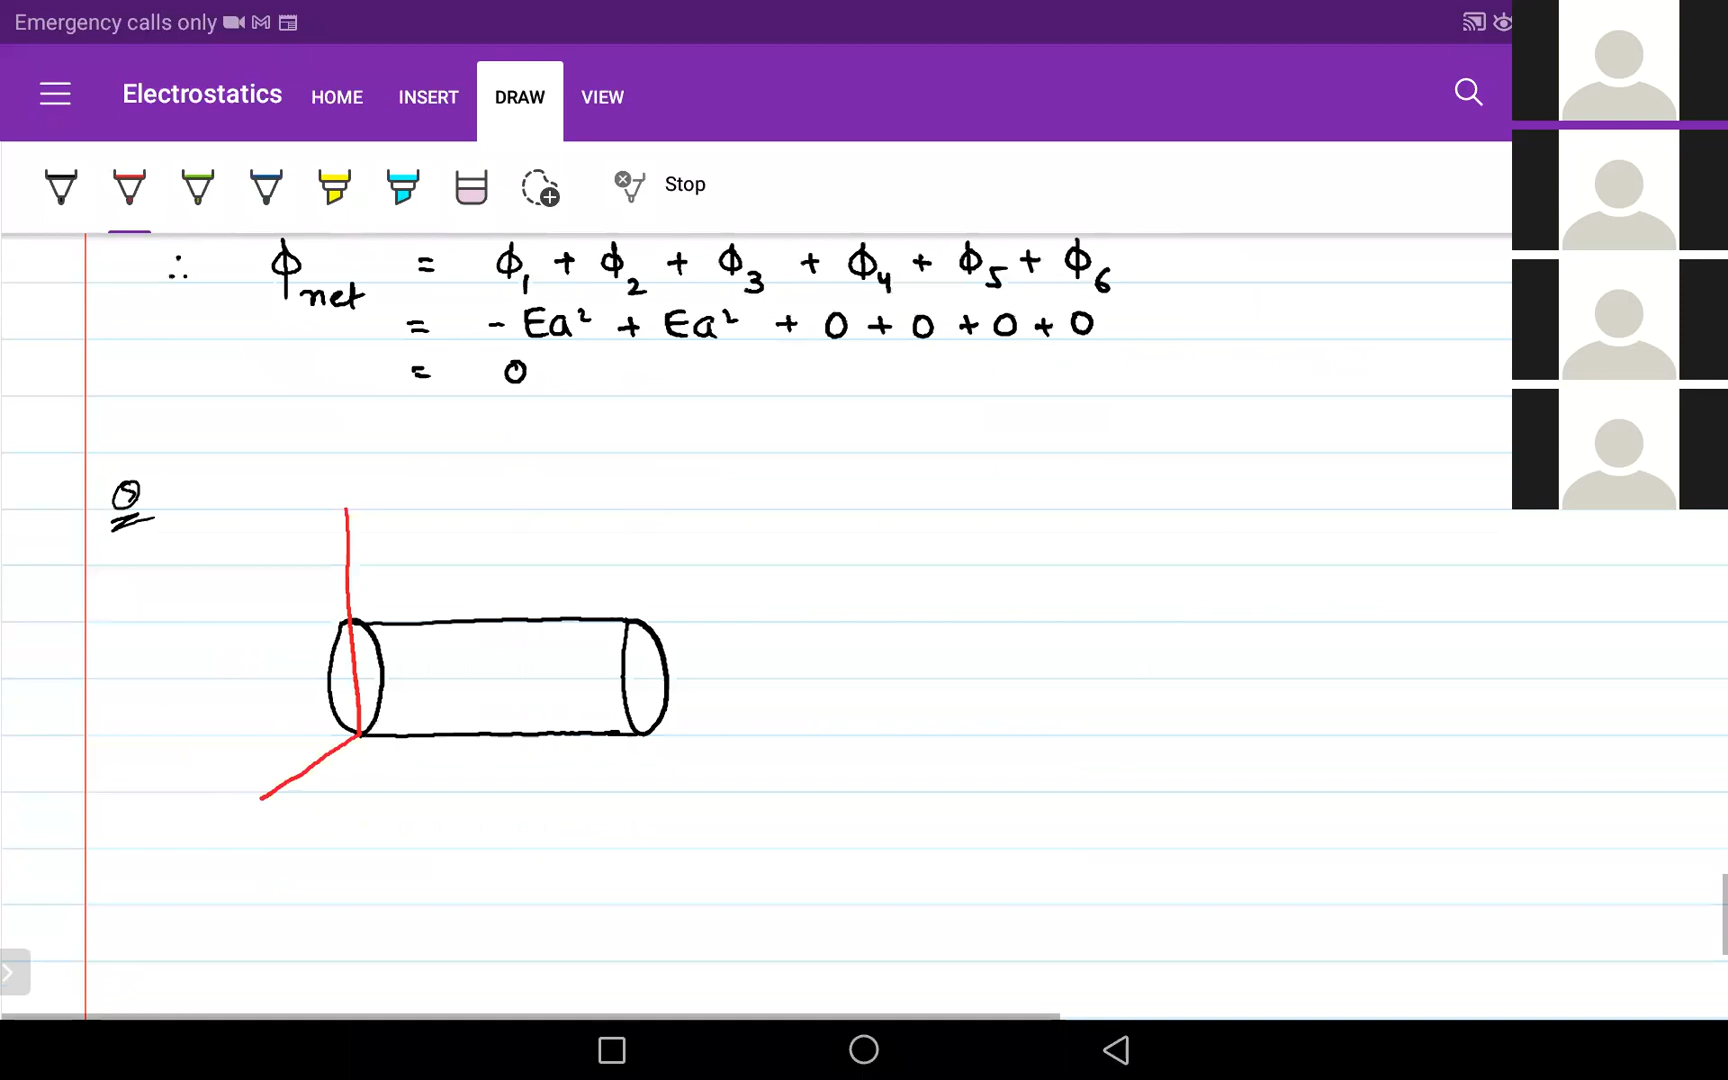 Emergency calls only
Electrostatics HOME INSERT DRAW VIEW
Stop
∴ ϕnet = ϕ1 + ϕ2 + ϕ3 + ϕ4 + ϕ5 + ϕ6
= - Ea² + Ea² + 0 + 0 + 0 + 0
= 0
Q